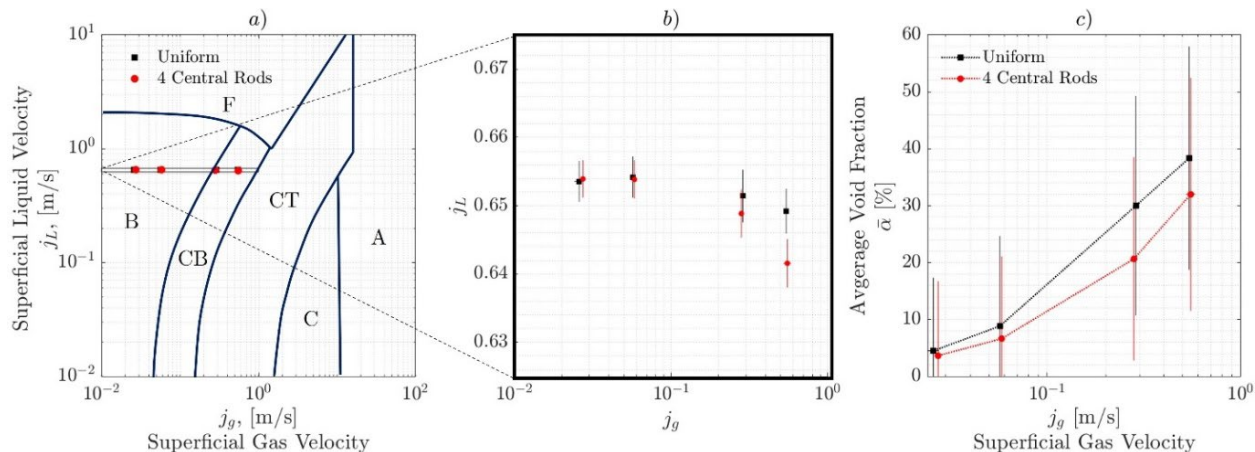 a)
10^1
10^0
10^{-1}
10^{-2}
Superficial Liquid Velocity
j_L, [m/s]
Uniform
4 Central Rods
F
B
CB
CT
C
A
10^{-2}
10^0
10^2
j_g, [m/s]
Superficial Gas Velocity
b)
0.67
0.66
0.65
0.64
0.63
j_L
10^{-2}
10^{-1}
10^0
j_g
c)
60
50
40
30
20
10
0
Avgerage Void Fraction
ᾱ [%]
Uniform
4 Central Rods
10^{-1}
10^0
j_g [m/s]
Superficial Gas Velocity